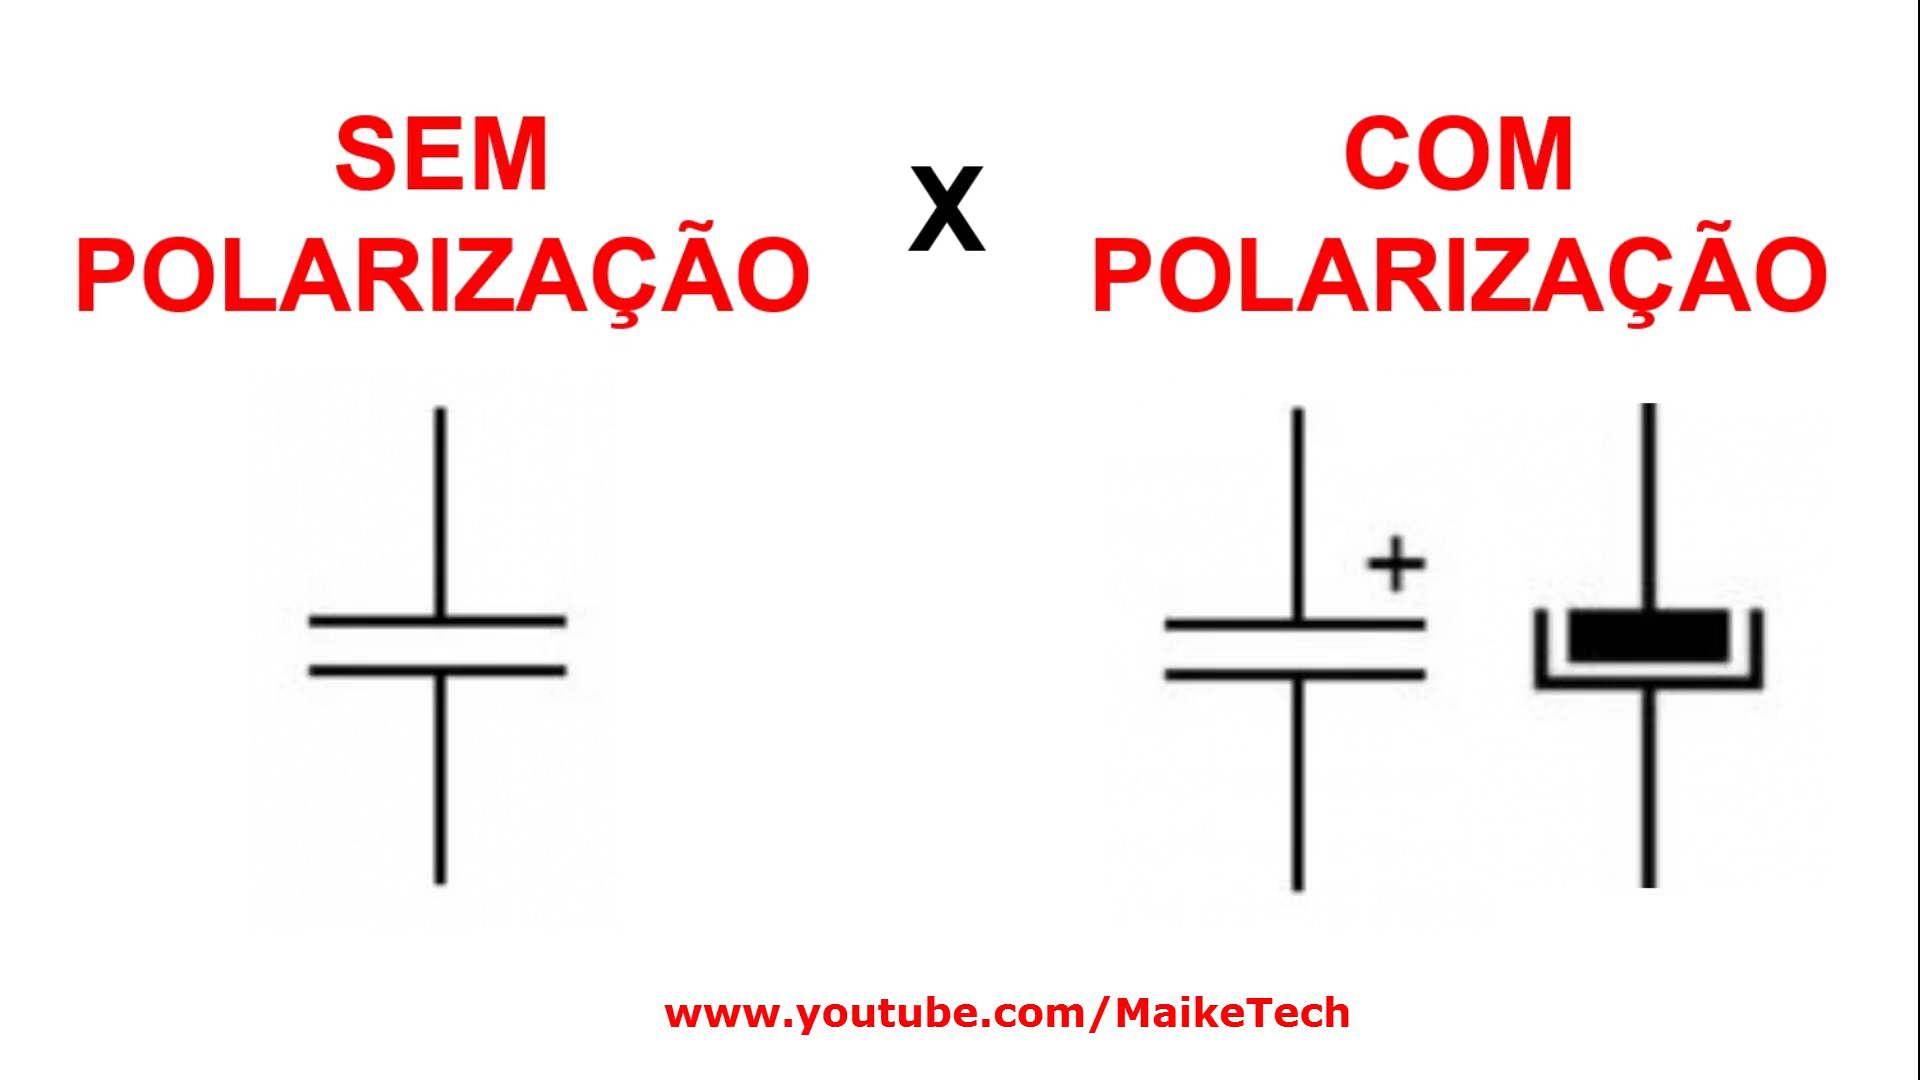 SEM
POLARIZAÇÃO
X
COM
POLARIZAÇÃO
+
www.youtube.com/MaikeTech